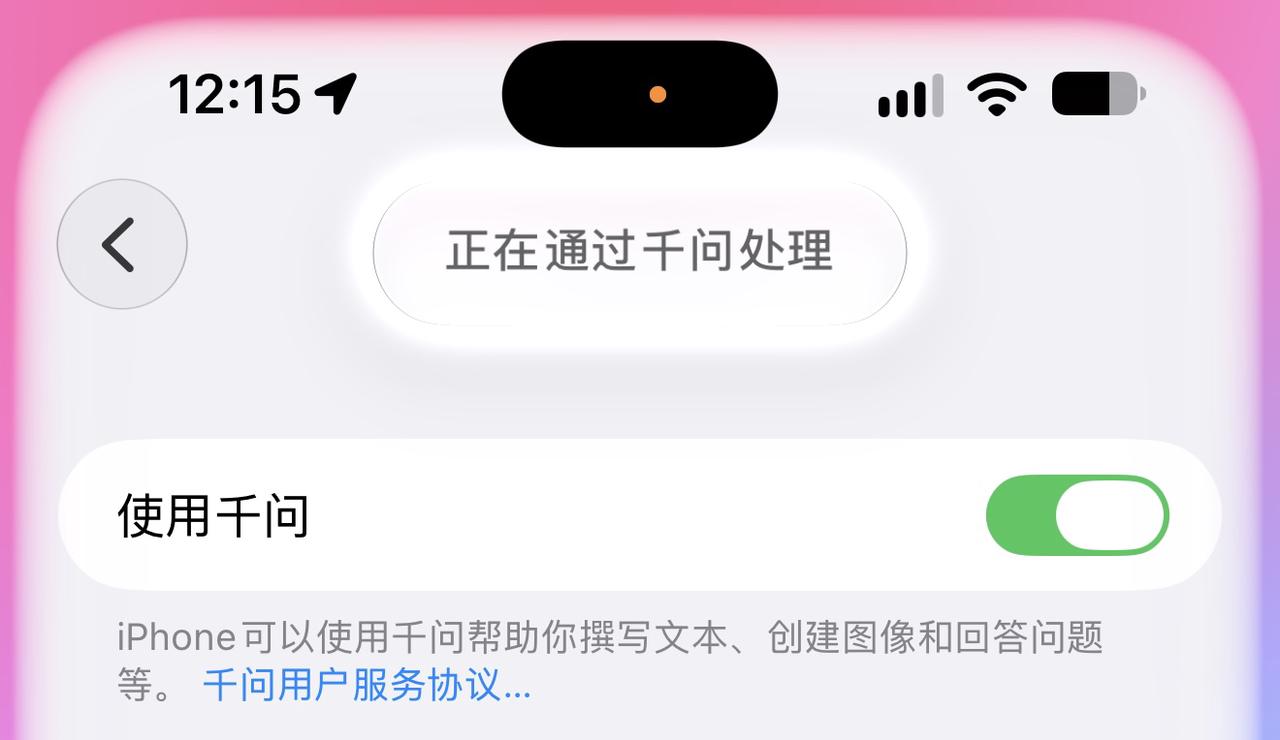 12:15
正在通过千问处理
使用千问
iPhone可以使用千问帮助你撰写文本、创建图像和回答问题
等。 千问用户服务协议...